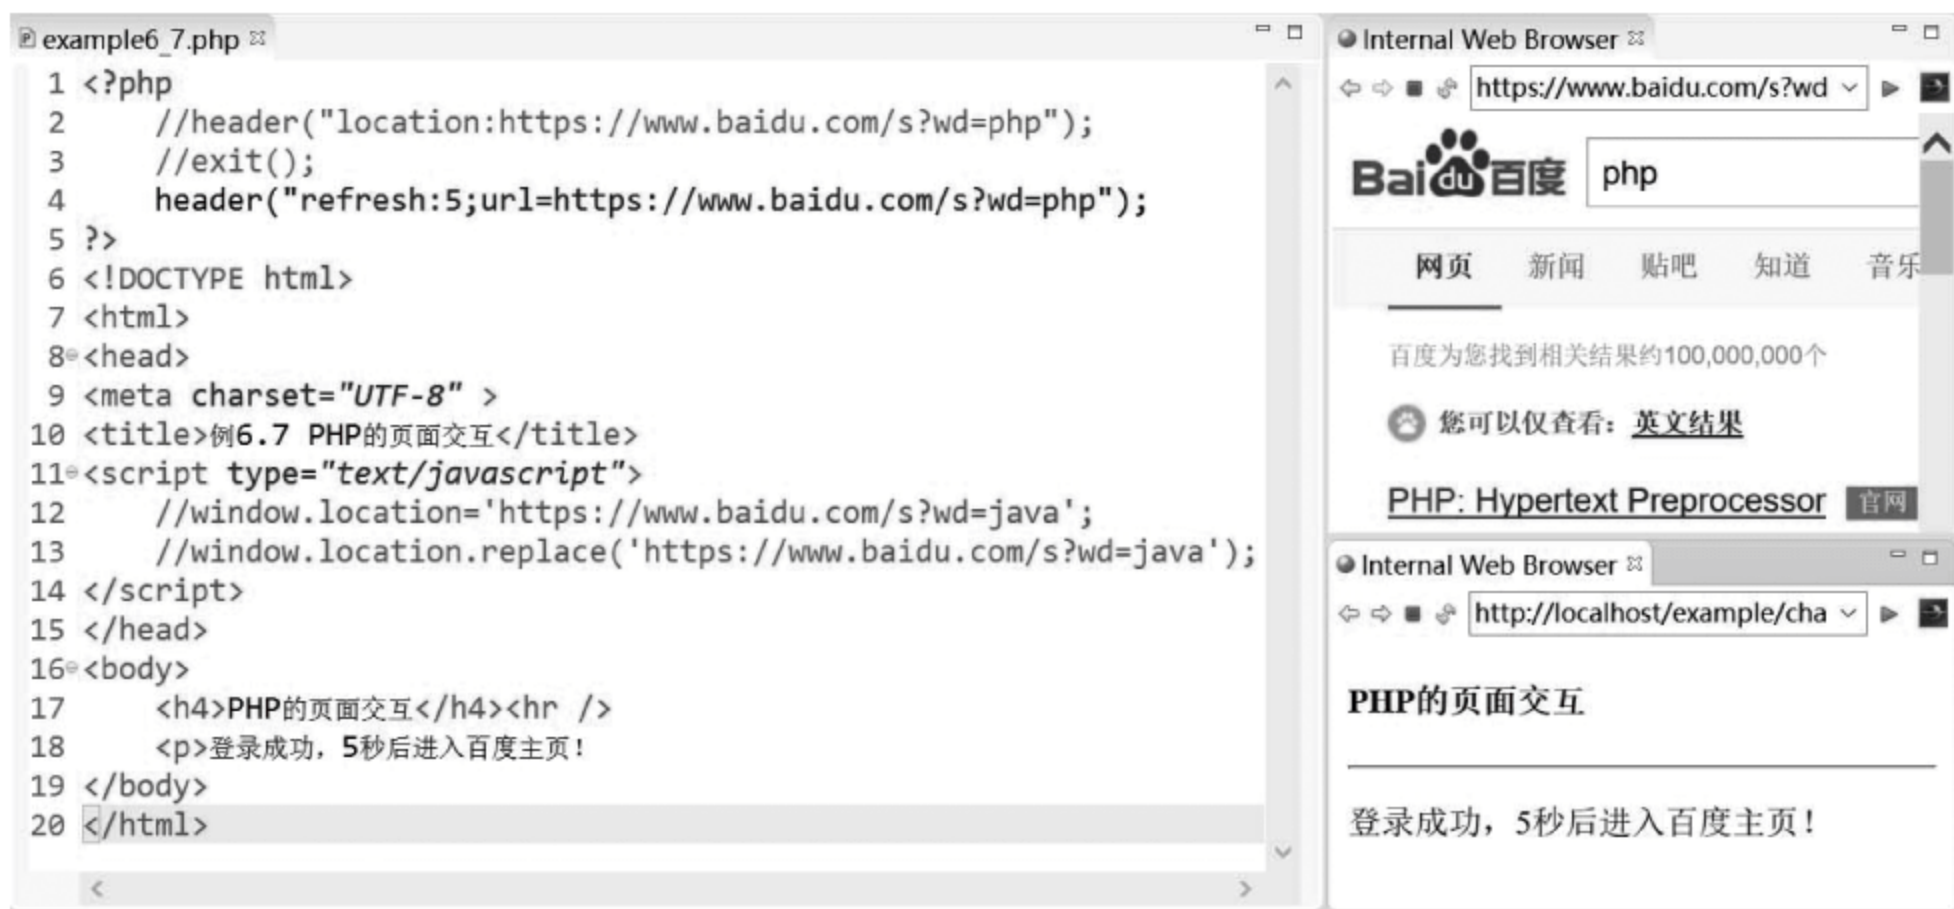 example6_7.php
1 <?php
2 //header("location:https://www.baidu.com/s?wd=php");
3 //exit();
4 header("refresh:5;url=https://www.baidu.com/s?wd=php");
5 ?>
6 <!DOCTYPE html>
7 <html>
8 <head>
9 <meta charset="UTF-8" >
10 <title>例6.7 PHP的页面交互</title>
11 <script type="text/javascript">
12 //window.location='https://www.baidu.com/s?wd=java';
13 //window.location.replace('https://www.baidu.com/s?wd=java');
14 </script>
15 </head>
16 <body>
17 <h4>PHP的页面交互</h4><hr />
18 <p>登录成功，5秒后进入百度主页！
19 </body>
20 </html>
Internal Web Browser
https://www.baidu.com/s?wd
Bai du 百度 php
网页 新闻 贴吧 知道 音乐
百度为您找到相关结果约100,000,000个
您可以仅查看：英文结果
PHP: Hypertext Preprocessor 官网
Internal Web Browser
http://localhost/example/cha
PHP的页面交互
登录成功，5秒后进入百度主页！